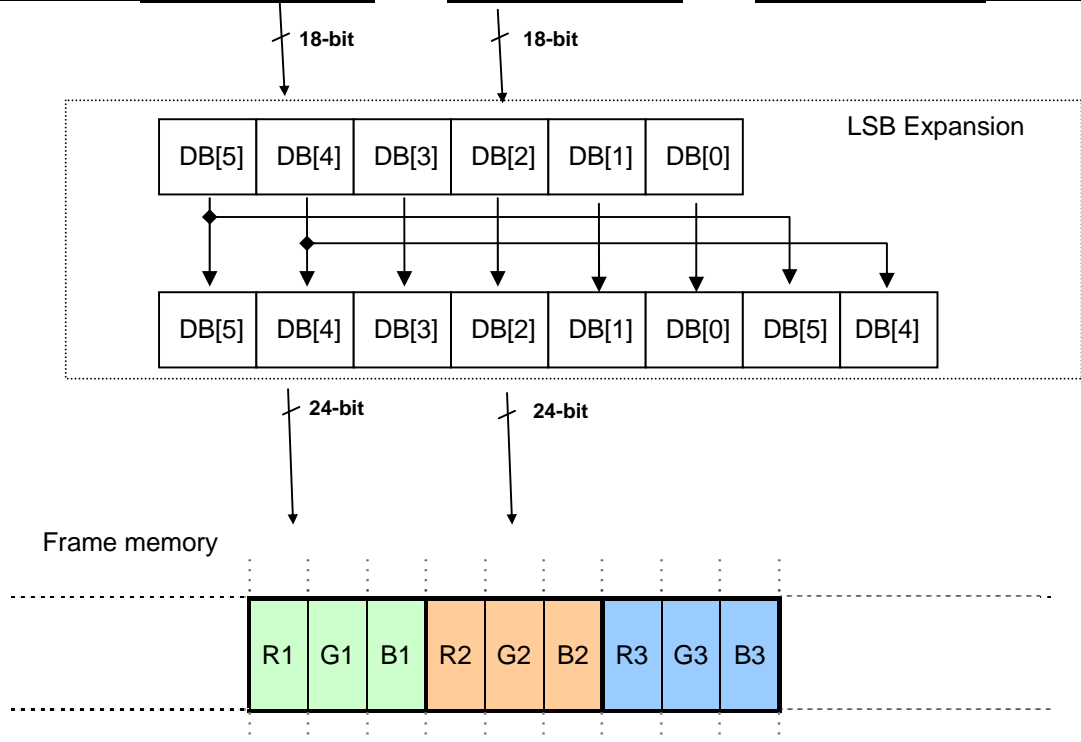 18-bit 18-bit
LSB Expansion
DB[5] DB[4] DB[3] DB[2] DB[1] DB[0]
DB[5] DB[4] DB[3] DB[2] DB[1] DB[0] DB[5] DB[4]
24-bit 24-bit
Frame memory
R1 G1 B1 R2 G2 B2 R3 G3 B3